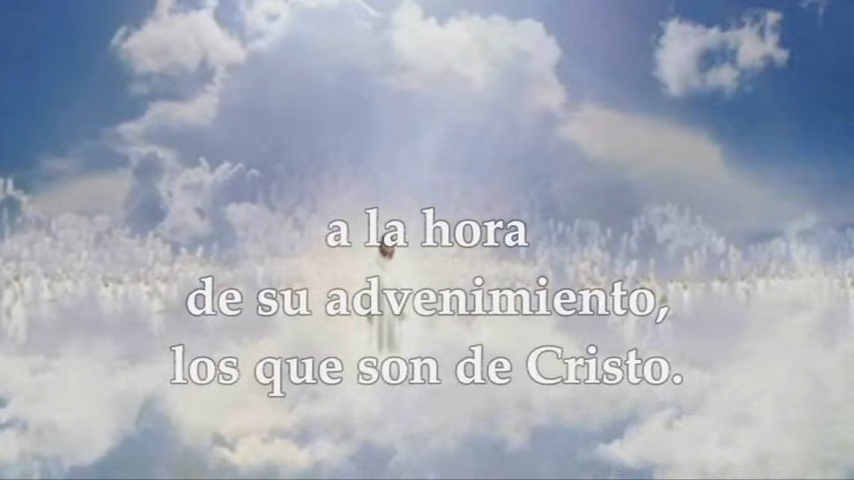 a la hora
de su advenimiento,
los que son de Cristo.